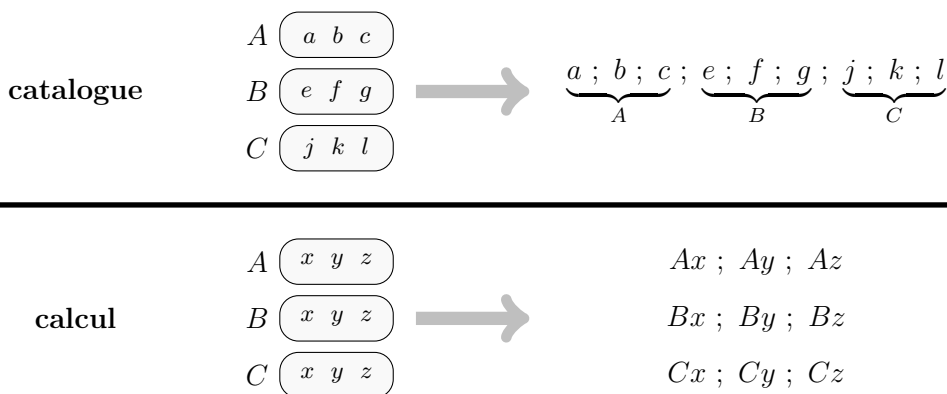 A a b c
catalogue B e f g a ; b ; c ; e ; f ; g ; j ; k ; l
A B C
C j k l
A x y z Ax ; Ay ; Az
calcul B x y z Bx ; By ; Bz
C x y z Cx ; Cy ; Cz